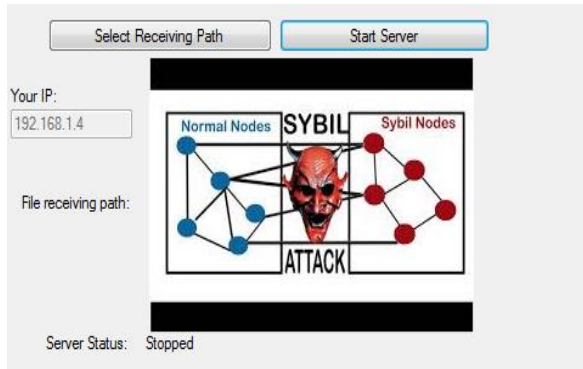 Select Receiving Path
Start Server
Your IP:
192.168.1.4
Normal Nodes
SYBIL
Sybil Nodes
File receiving path:
ATTACK
Server Status: Stopped